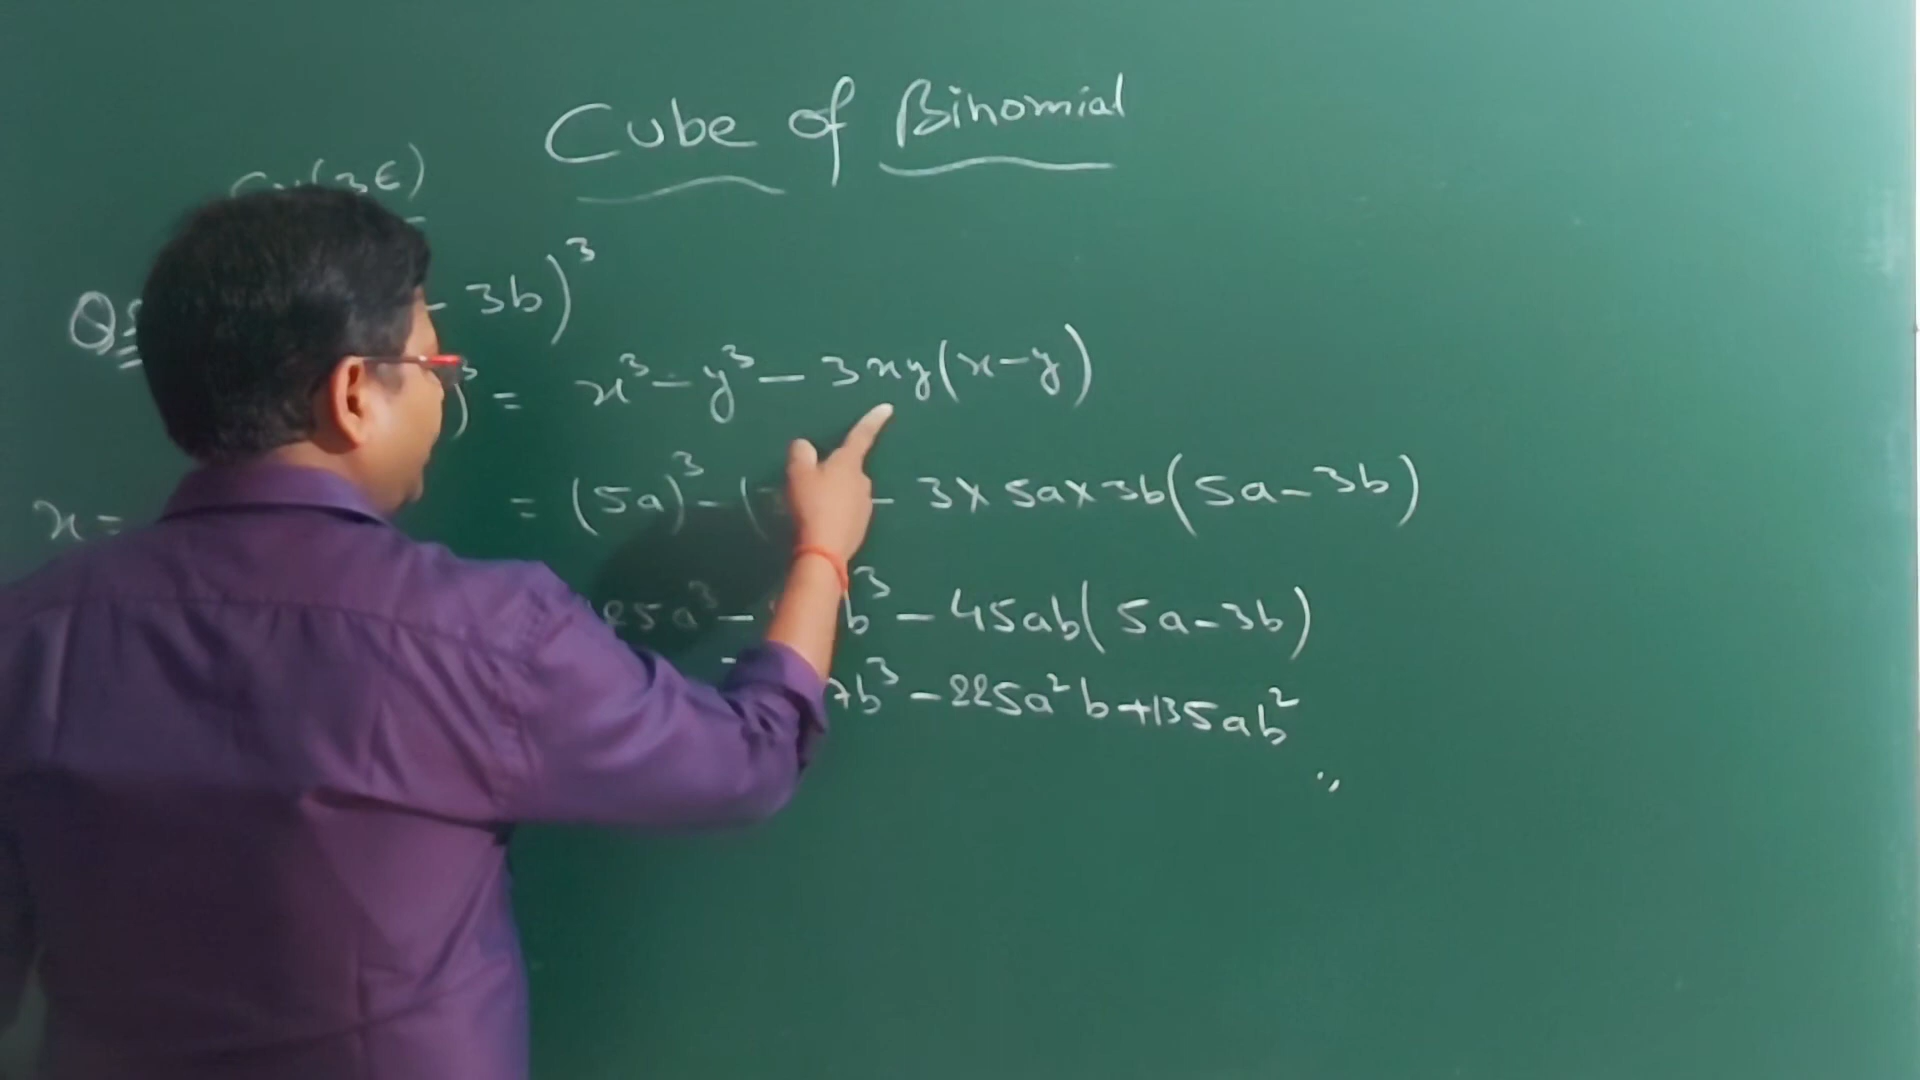 Cube of Binomial
(3E)
- 3b)³
)³ = x³ - y³ - 3xy(x-y)
x = = (5a)³ - ( - 3 × 5a × 3b(5a - 3b)
25a³ - b³ - 45ab(5a - 3b)
7b³ - 225a²b + 135ab²